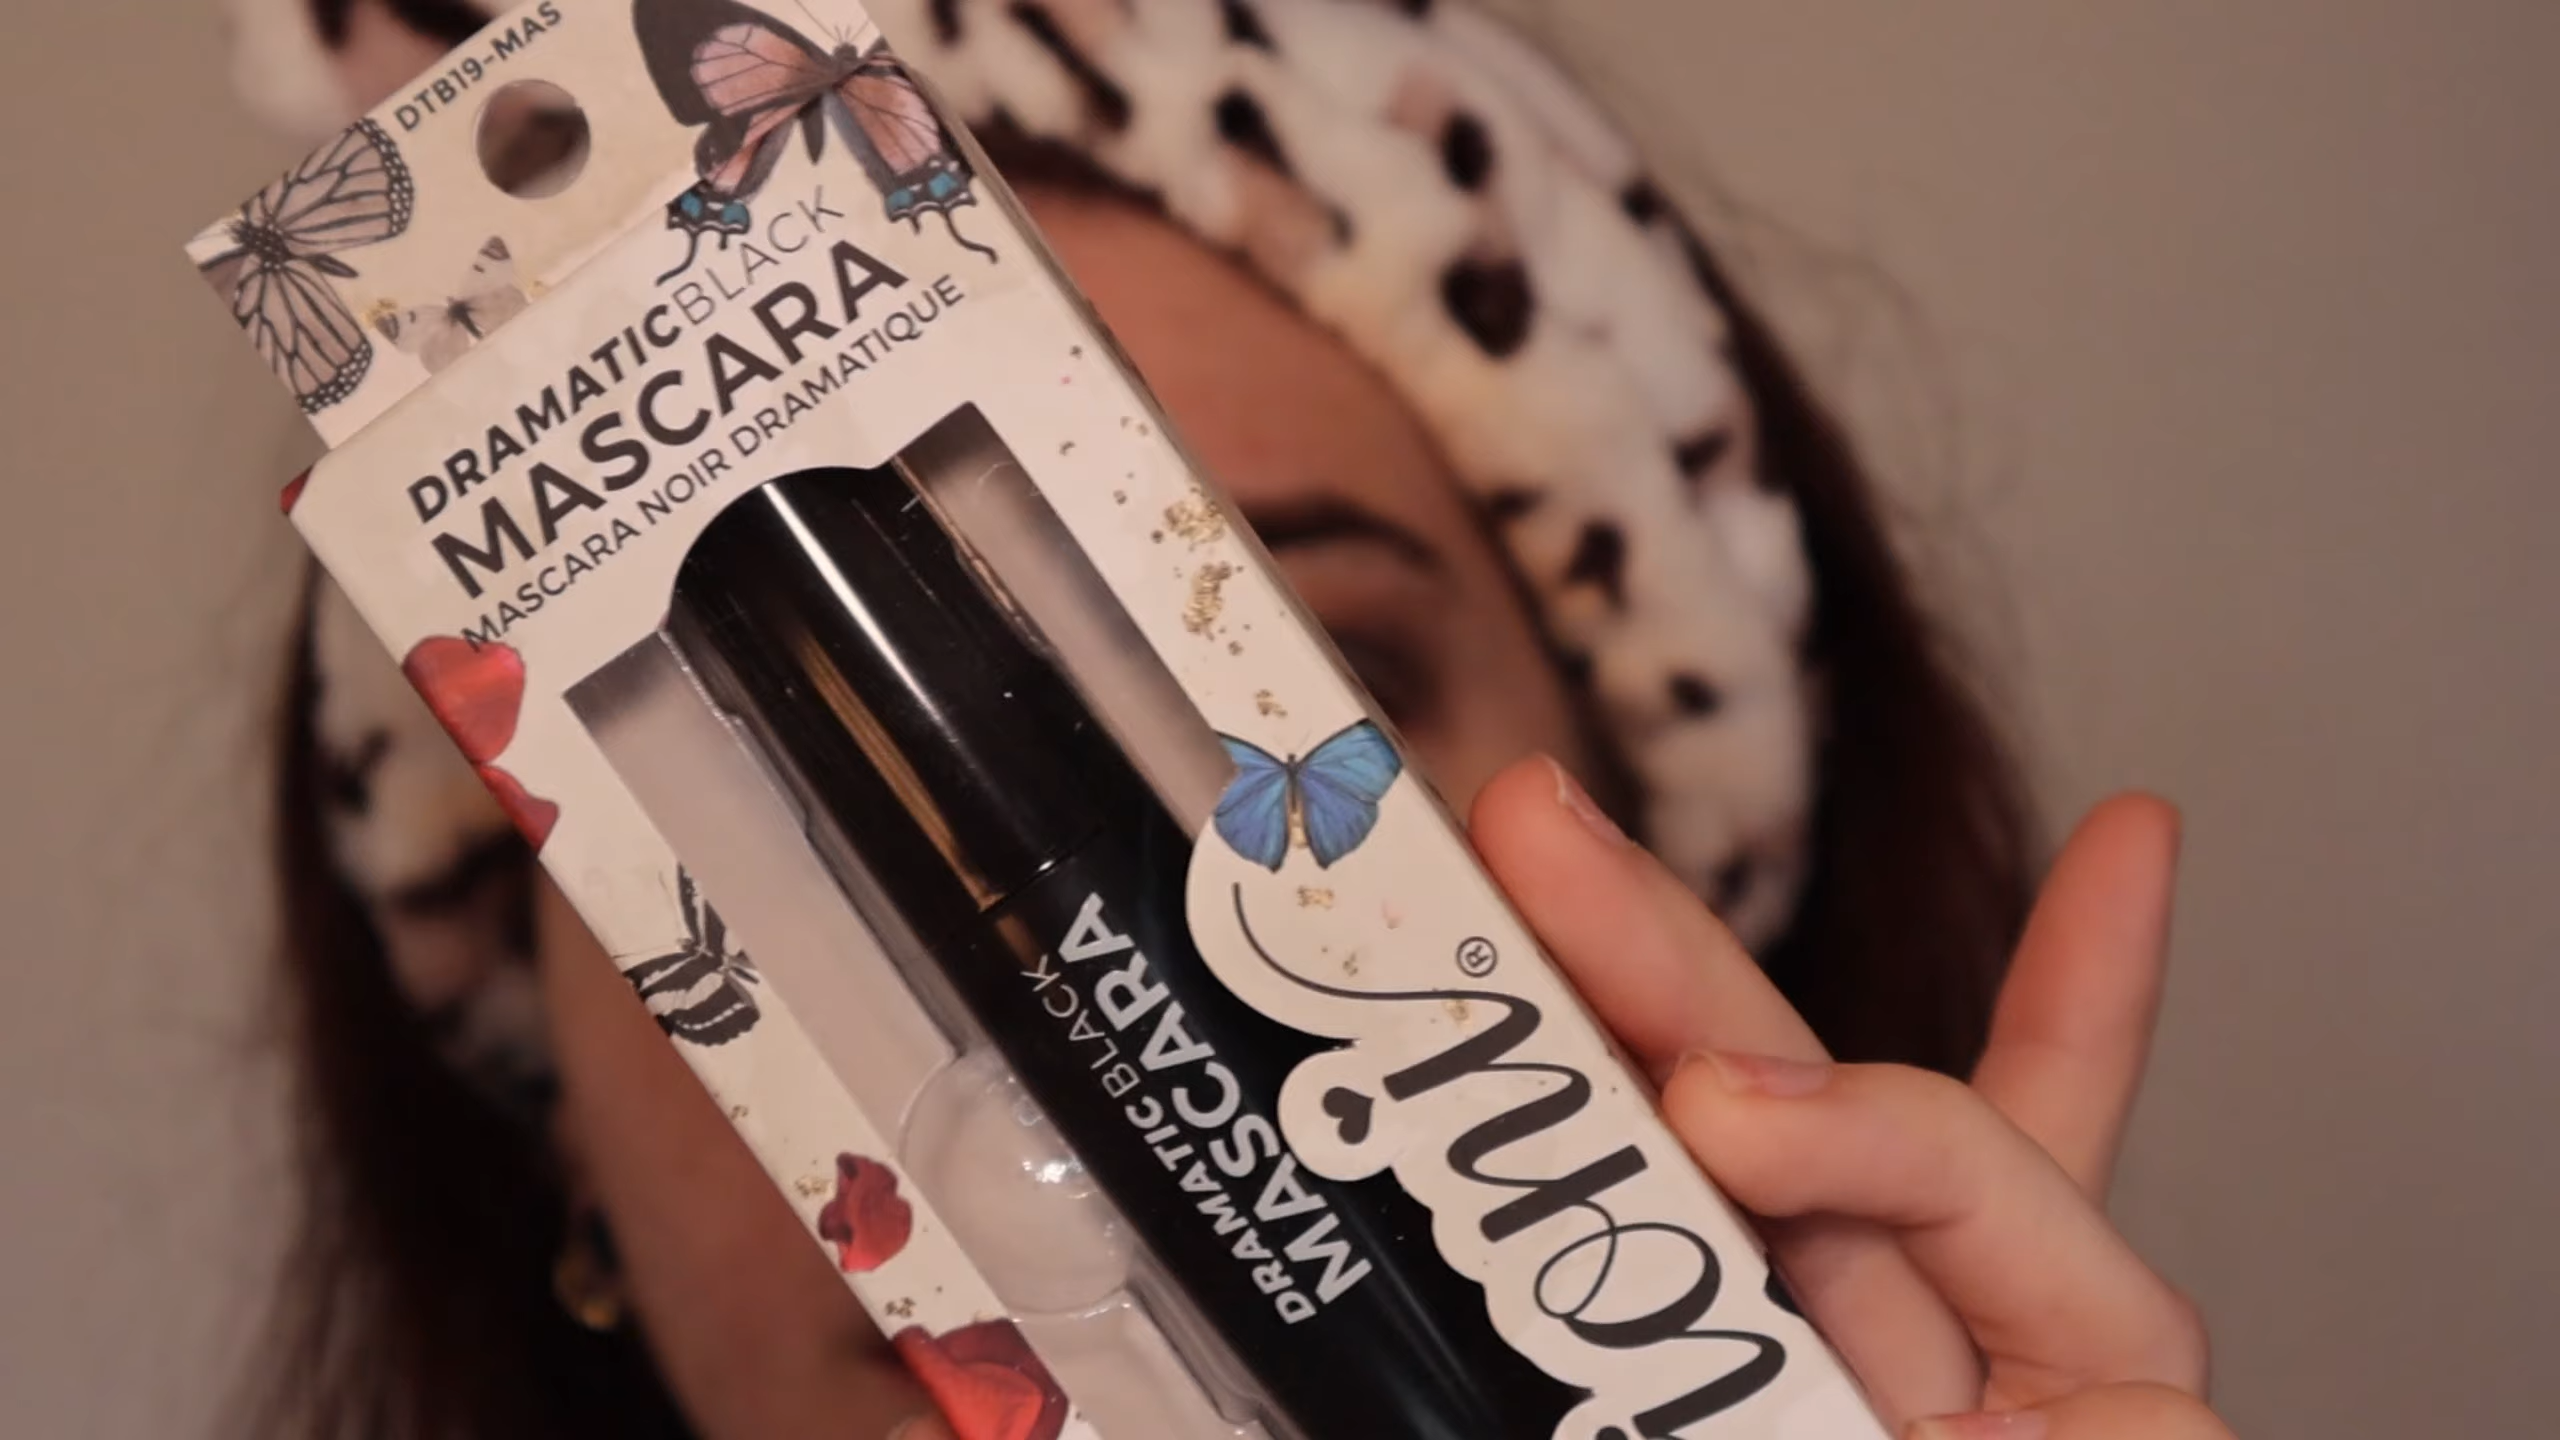 DTB19-MAS
DRAMATICBLACK
MASCARA
MASCARA NOIR DRAMATIQUE
DRAMATICBLACK
MASCARA
®